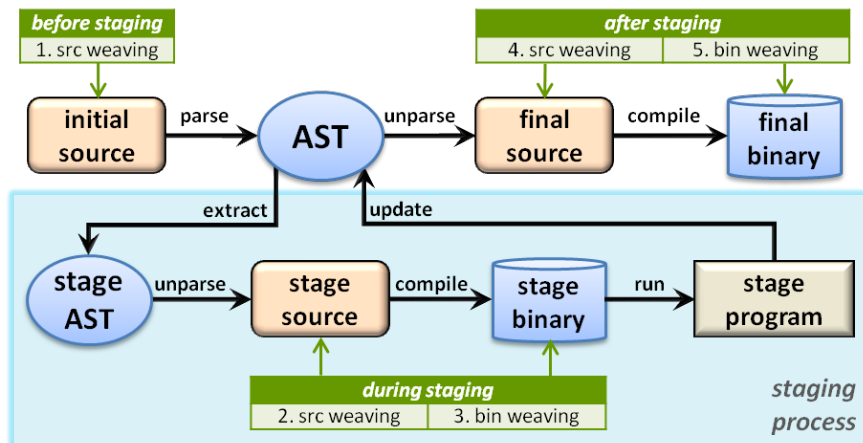 before staging
1. src weaving
after staging
4. src weaving
5. bin weaving
initial
source
parse
AST
unparse
final
source
compile
final
binary
extract
update
stage
AST
unparse
stage
source
compile
stage
binary
run
stage
program
during staging
2. src weaving
3. bin weaving
staging
process